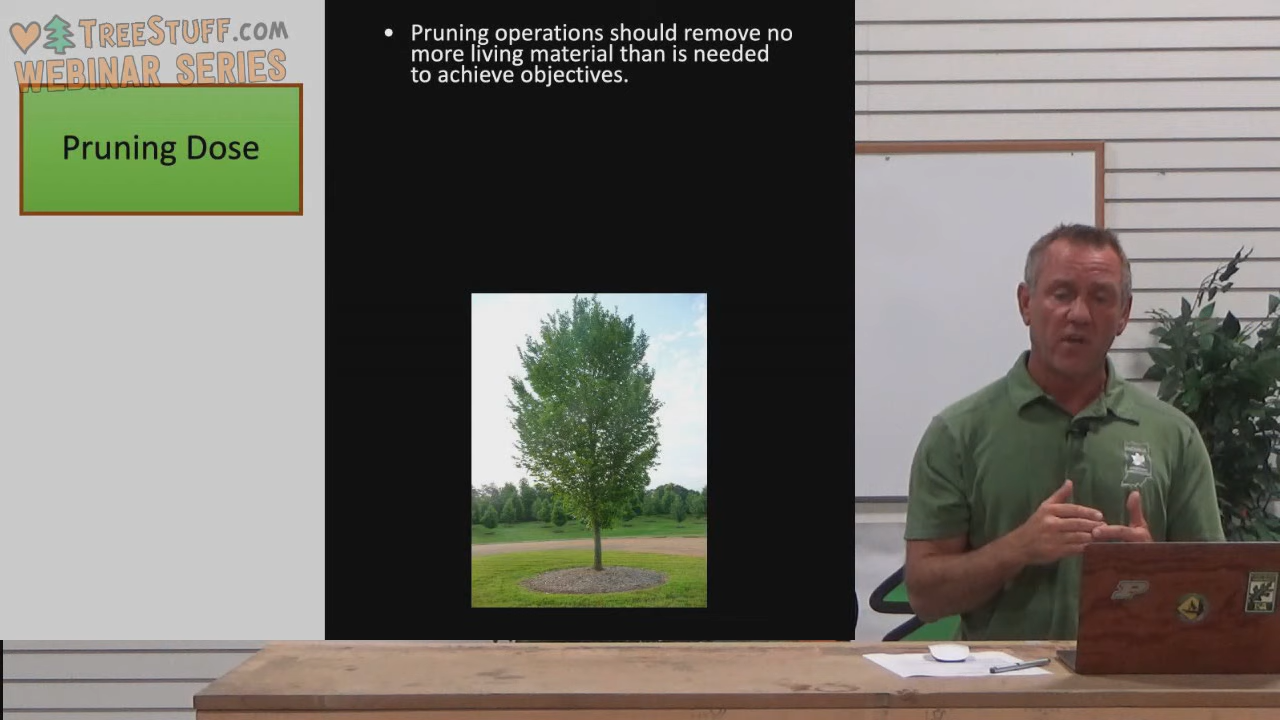 TREESTUFF.COM
WEBINAR SERIES
Pruning Dose
• Pruning operations should remove no
more living material than is needed
to achieve objectives.